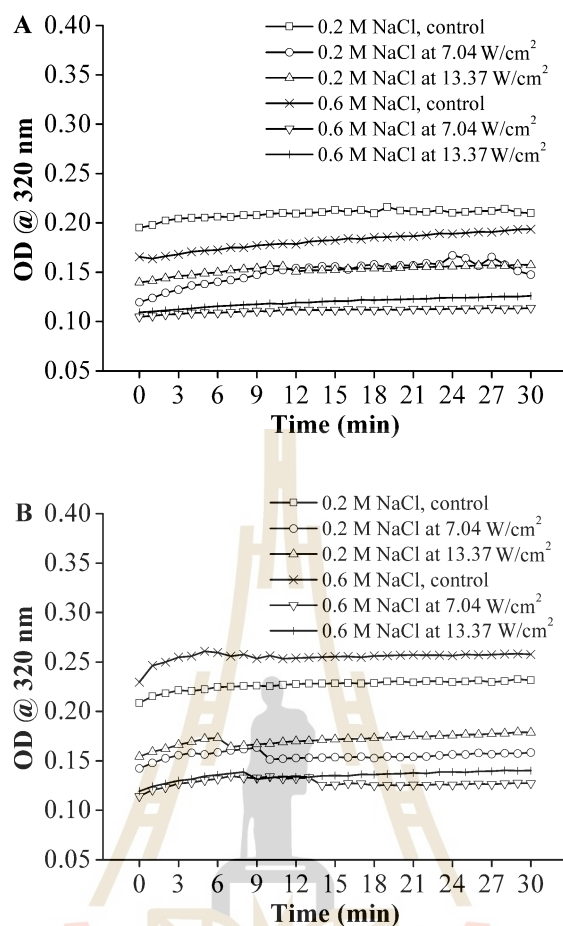 A
0.40
0.35
0.30
0.25
0.20
0.15
0.10
0.05
OD @ 320 nm
0.2 M NaCl, control
0.2 M NaCl at 7.04 W/cm²
0.2 M NaCl at 13.37 W/cm²
0.6 M NaCl, control
0.6 M NaCl at 7.04 W/cm²
0.6 M NaCl at 13.37 W/cm²
0 3 6 9 12 15 18 21 24 27 30
Time (min)
B
0.40
0.35
0.30
0.25
0.20
0.15
0.10
0.05
OD @ 320 nm
0.2 M NaCl, control
0.2 M NaCl at 7.04 W/cm²
0.2 M NaCl at 13.37 W/cm²
0.6 M NaCl, control
0.6 M NaCl at 7.04 W/cm²
0.6 M NaCl at 13.37 W/cm²
0 3 6 9 12 15 18 21 24 27 30
Time (min)